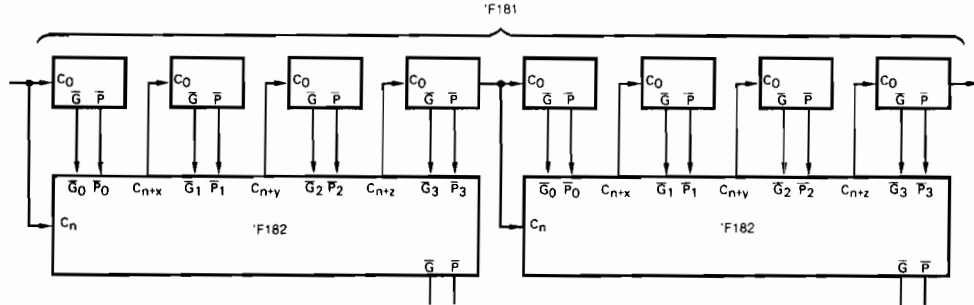 'F181
C0 C0 C0 C0 C0 C0 C0 C0
G̅ P̅ G̅ P̅ G̅ P̅ G̅ P̅ G̅ P̅ G̅ P̅ G̅ P̅ G̅ P̅
G̅0 P̅0 Cn+x G̅1 P̅1 Cn+y G̅2 P̅2 Cn+z G̅3 P̅3 G̅0 P̅0 Cn+x G̅1 P̅1 Cn+y G̅2 P̅2 Cn+z G̅3 P̅3
Cn 'F182 Cn 'F182
G̅ P̅ G̅ P̅